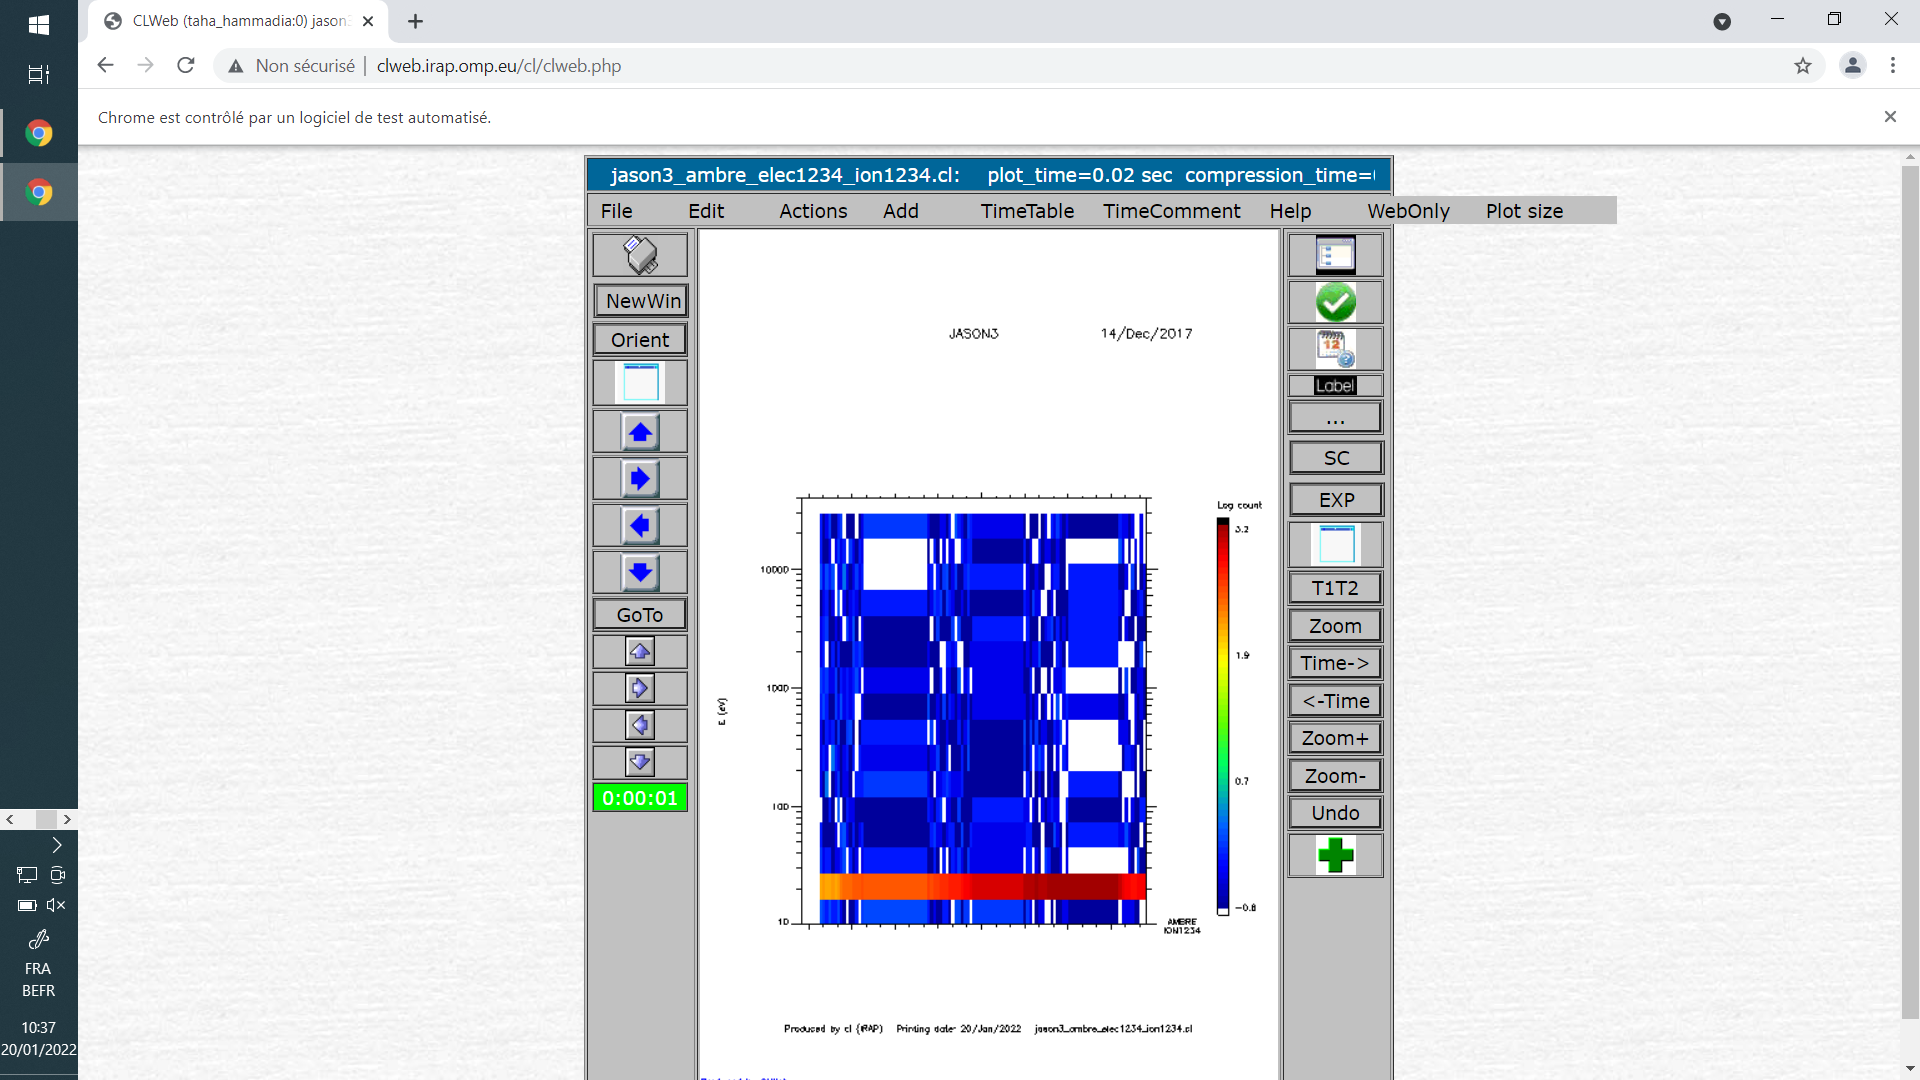 CLWeb (taha_hammadia:0) jason3
Non sécurisé | clweb.irap.omp.eu/cl/clweb.php
Chrome est contrôlé par un logiciel de test automatisé.
jason3_ambre_elec1234_ion1234.cl: plot_time=0.02 sec compression_time=
File Edit Actions Add TimeTable TimeComment Help WebOnly Plot size
NewWin
Orient
GoTo
0:00:01
JASON3 14/Dec/2017
Log count
3.2
1.9
0.7
-0.8
10000
1000
100
10
E (eV)
AMBRE
ION1234
Produced by cl (IRAP) Printing date: 20/Jan/2022 jason3_ambre_elec1234_ion1234.cl
12
Label
...
SC
EXP
T1T2
Zoom
Time->
<-Time
Zoom+
Zoom-
Undo
FRA
BEFR
10:37
20/01/2022